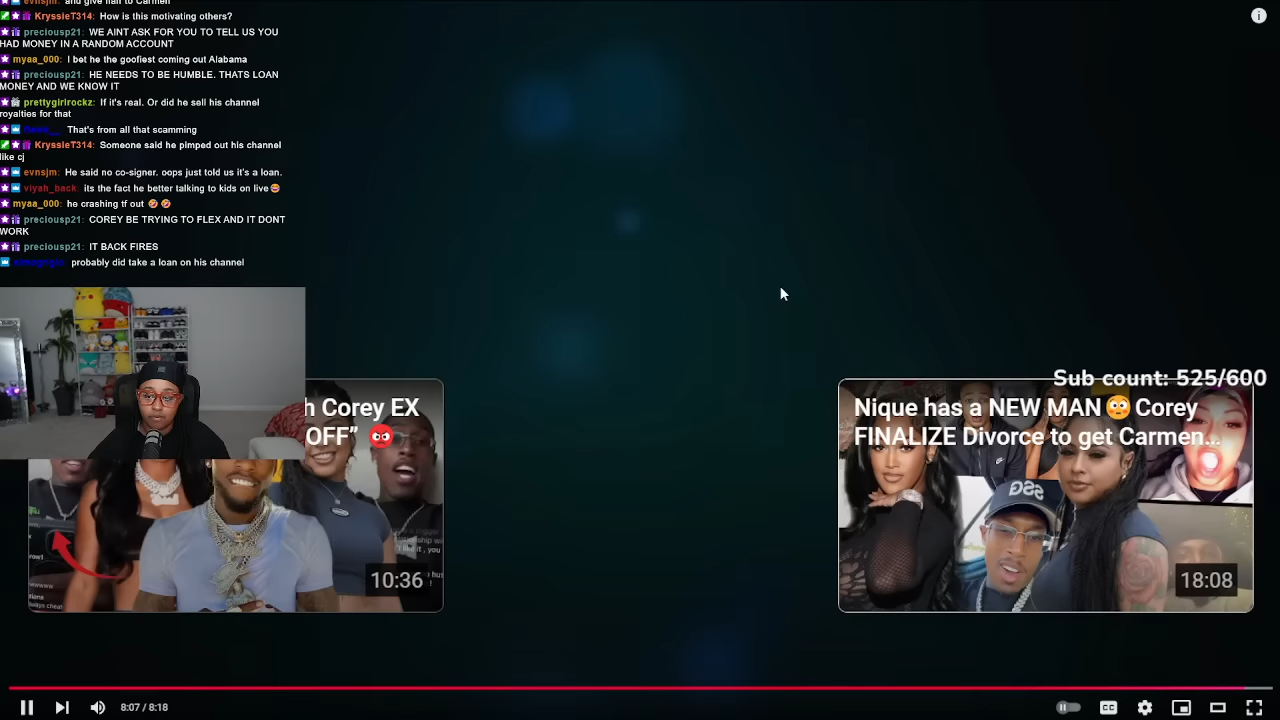 and give half to Carmen
KryssieT314: How is this motivating others?
preciousp21: WE AINT ASK FOR YOU TO TELL US YOU
HAD MONEY IN A RANDOM ACCOUNT
myaa_000: I bet he the goofiest coming out Alabama
preciousp21: HE NEEDS TO BE HUMBLE. THATS LOAN
MONEY AND WE KNOW IT
prettygirlrockz: If it's real. Or did he sell his channel
royalties for that
That's from all that scamming
KryssieT314: Someone said he pimped out his channel
like cj
evnsjm: He said no co-signer. oops just told us it's a loan.
viyah_back: its the fact he better talking to kids on live😂
myaa_000: he crashing tf out 🤣 🤣
preciousp21: COREY BE TRYING TO FLEX AND IT DONT
WORK
preciousp21: IT BACK FIRES
probably did take a loan on his channel
Sub count: 525/600
h Corey EX
OFF” 😡
10:36
Nique has a NEW MAN😳 Corey
FINALIZE Divorce to get Carmen...
18:08
8:07 / 8:18
CC